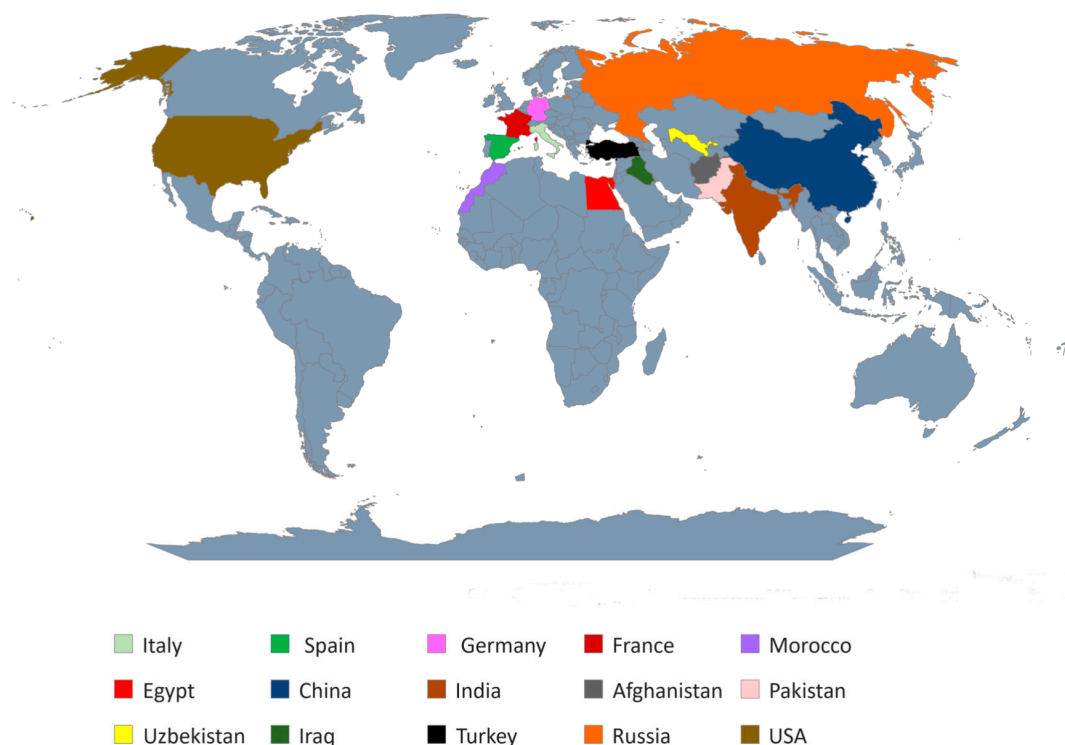 Italy Spain Germany France Morocco
Egypt China India Afghanistan Pakistan
Uzbekistan Iraq Turkey Russia USA